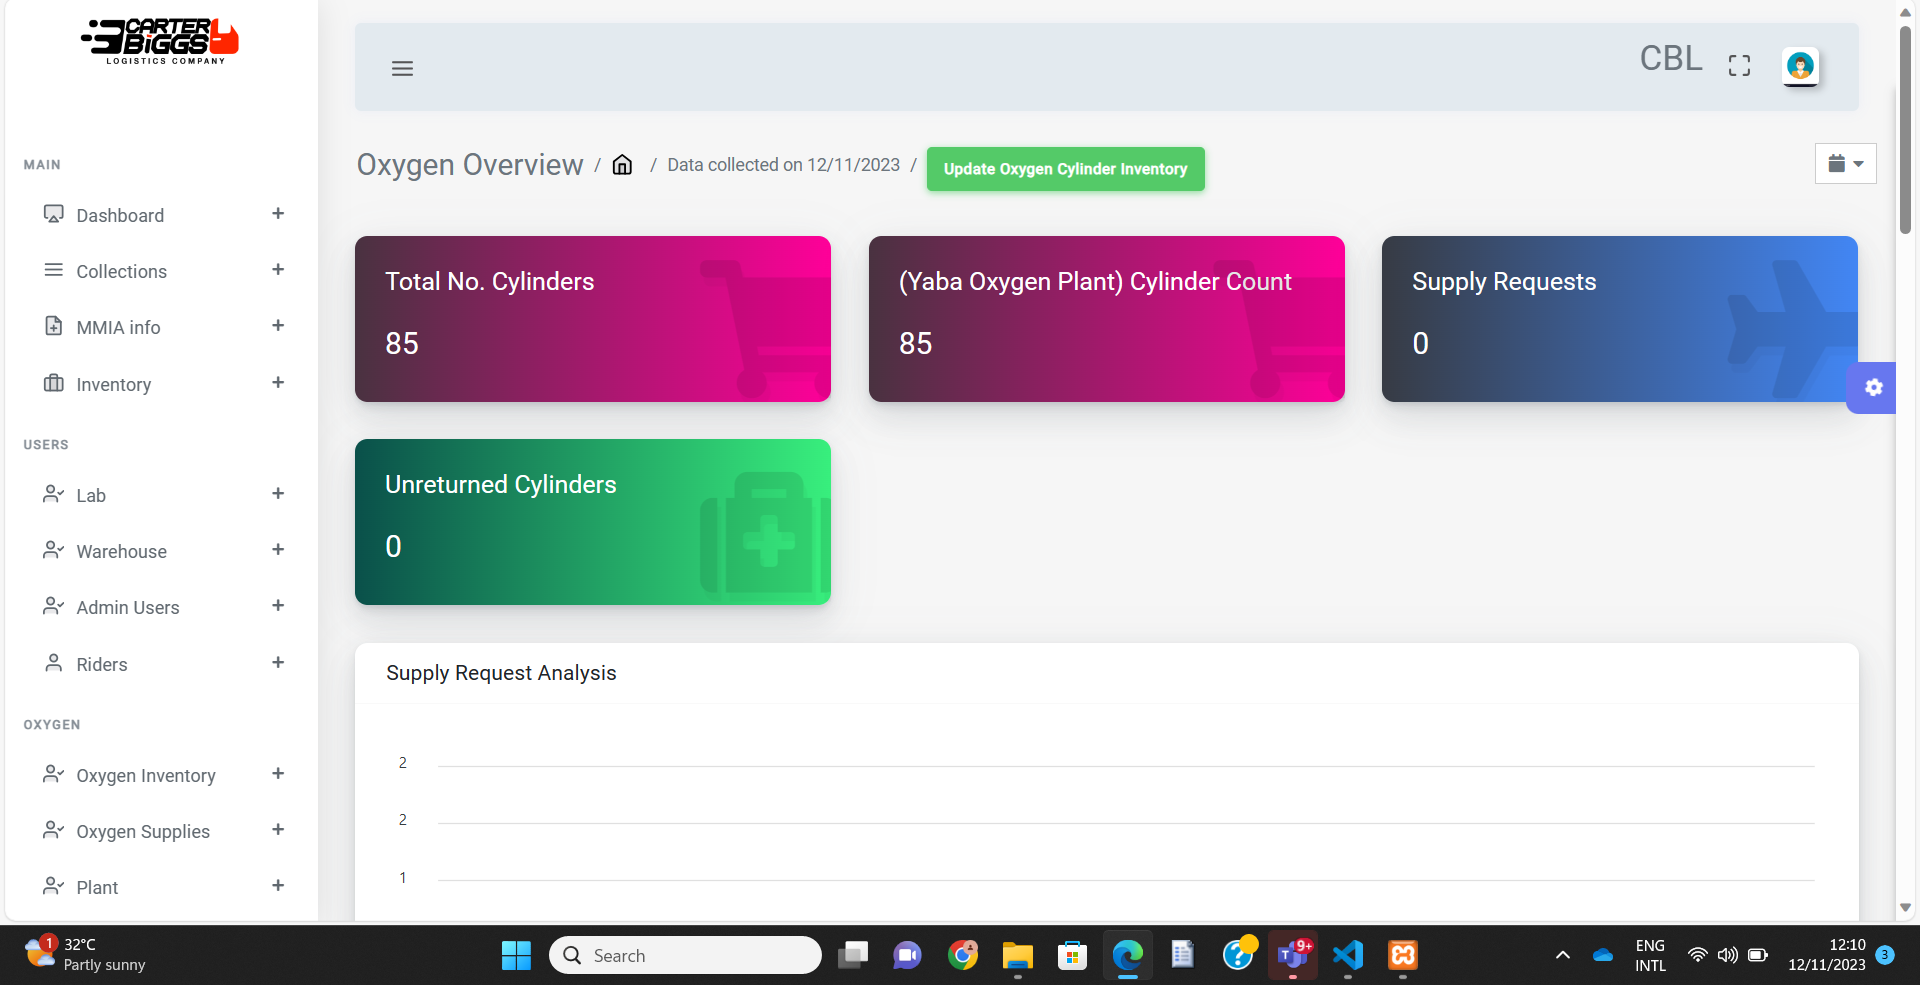 CARTER
BiGGS
LOGISTICS COMPANY
MAIN
Dashboard +
Collections +
MMIA info +
Inventory +
USERS
Lab +
Warehouse +
Admin Users +
Riders +
OXYGEN
Oxygen Inventory +
Oxygen Supplies +
Plant +
CBL
Oxygen Overview / / Data collected on 12/11/2023 / Update Oxygen Cylinder Inventory
Total No. Cylinders
85
(Yaba Oxygen Plant) Cylinder Count
85
Supply Requests
0
Unreturned Cylinders
0
Supply Request Analysis
2
2
1
1
32°C
Partly sunny
Search
9+
T
ENG
INTL
12:10
12/11/2023
3